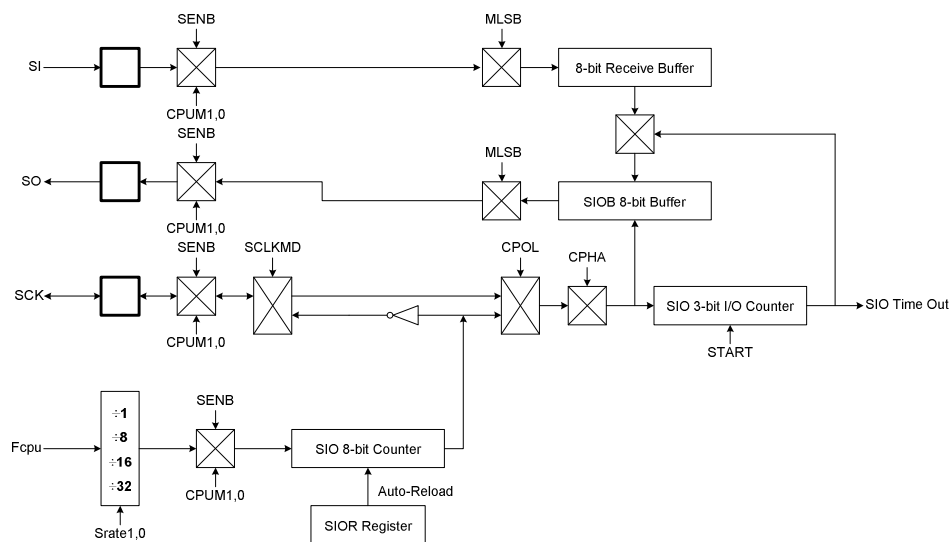 SENB
MLSB
SI
8-bit Receive Buffer
CPUM1,0
SENB
MLSB
SO
SIOB 8-bit Buffer
CPUM1,0
SENB
SCLKMD
CPOL
CPHA
SCK
SIO 3-bit I/O Counter
SIO Time Out
CPUM1,0
START
SENB
÷1
÷8
÷16
÷32
Fcpu
SIO 8-bit Counter
CPUM1,0
Auto-Reload
Srate1,0
SIOR Register